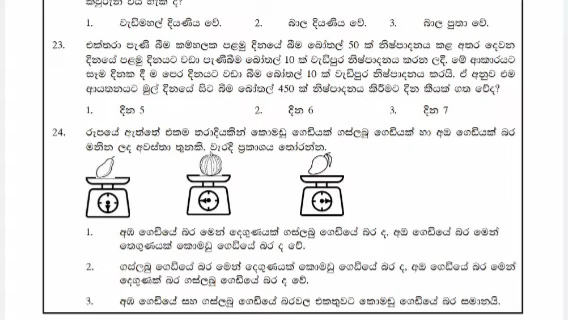 1. වැඩිමහල් දියණිය වේ. 2. බාල දියණිය වේ. 3. බාල පුතා වේ.
23. එක්තරා පැණි බීම කම්හලක පළමු දිනයේ බීම බෝතල් 50 ක් නිෂ්පාදනය කළ අතර දෙවන
දිනයේ පළමු දිනයට වඩා පැණිබීම බෝතල් 10 ක් වැඩිපුර නිෂ්පාදනය කරන ලදී. මේ ආකාරයට
සෑම දිනක දී ම පෙර දිනයට වඩා බීම බෝතල් 10 ක් වැඩිපුර නිෂ්පාදනය කරයි. ඒ අනුව එම
ආයතනයට මුල් දිනයේ සිට බීම බෝතල් 450 ක් නිෂ්පාදනය කිරීමට දින කීයක් ගත වේද?
1. දින 5 2. දින 6 3. දින 7
24. රූපයේ ඇත්තේ එකම තරාදියකින් කොමඩු ගෙඩියක් ගස්ලබු ගෙඩියක් හා අඹ ගෙඩියක් බර
මනින ලද අවස්තා තුනකි. වැරදි ප්‍රකාශය තෝරන්න.
1. අඹ ගෙඩියේ බර මෙන් දෙගුණයක් ගස්ලබු ගෙඩියේ බර ද, අඹ ගෙඩියේ බර මෙන්
තෙගුණයක් කොමඩු ගෙඩියේ බර ද වේ.
2. ගස්ලබු ගෙඩියේ බර මෙන් දෙගුණයක් කොමඩු ගෙඩියේ බර ද, අඹ ගෙඩියේ බර මෙන්
දෙගුණක් බර ගස්ලබු ගෙඩියේ බර ද වේ.
3. අඹ ගෙඩියේ සහ ගස්ලබු ගෙඩියේ බරවල එකතුවට කොමඩු ගෙඩියේ බර සමානයි.